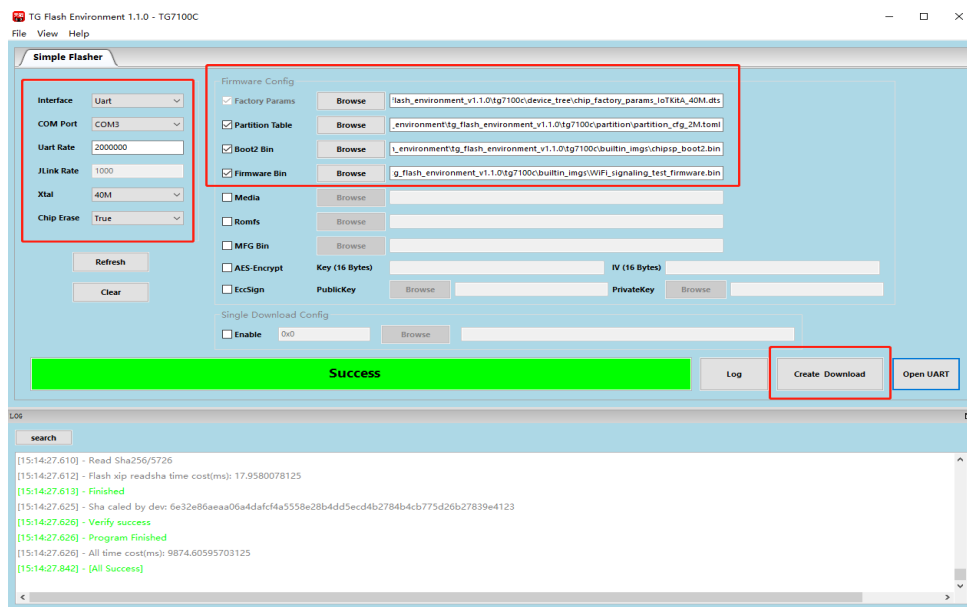 TG Flash Environment 1.1.0 - TG7100C
File View Help
Simple Flasher
Interface Uart
COM Port COM3
Uart Rate 2000000
JLink Rate 1000
Xtal 40M
Chip Erase True
Refresh
Clear
Firmware Config
Factory Params Browse lash_environment_v1.1.0\tg7100c\device_tree\chip_factory_params_IoTKitA_40M.dts
Partition Table Browse _environment\tg_flash_environment_v1.1.0\tg7100c\partition\partition_cfg_2M.toml
Boot2 Bin Browse _environment\tg_flash_environment_v1.1.0\tg7100c\builtin_imgs\chipsp_boot2.bin
Firmware Bin Browse g_flash_environment_v1.1.0\tg7100c\builtin_imgs\WiFi_signaling_test_firmware.bin
Media Browse
Romfs Browse
MFG Bin Browse
AES-Encrypt Key (16 Bytes) IV (16 Bytes)
EccSign PublicKey Browse PrivateKey Browse
Single Download Config
Enable 0x0 Browse
Success
Log
Create Download
Open UART
LOG
search
[15:14:27.610] - Read Sha256/5726
[15:14:27.612] - Flash xip readsha time cost(ms): 17.9580078125
[15:14:27.613] - Finished
[15:14:27.625] - Sha caled by dev: 6e32e86aeaa06a4dafcf4a5558e28b4dd5ecd4b2784b4cb775d26b27839e4123
[15:14:27.626] - Verify success
[15:14:27.626] - Program Finished
[15:14:27.626] - All time cost(ms): 9874.60595703125
[15:14:27.842] - [All Success]